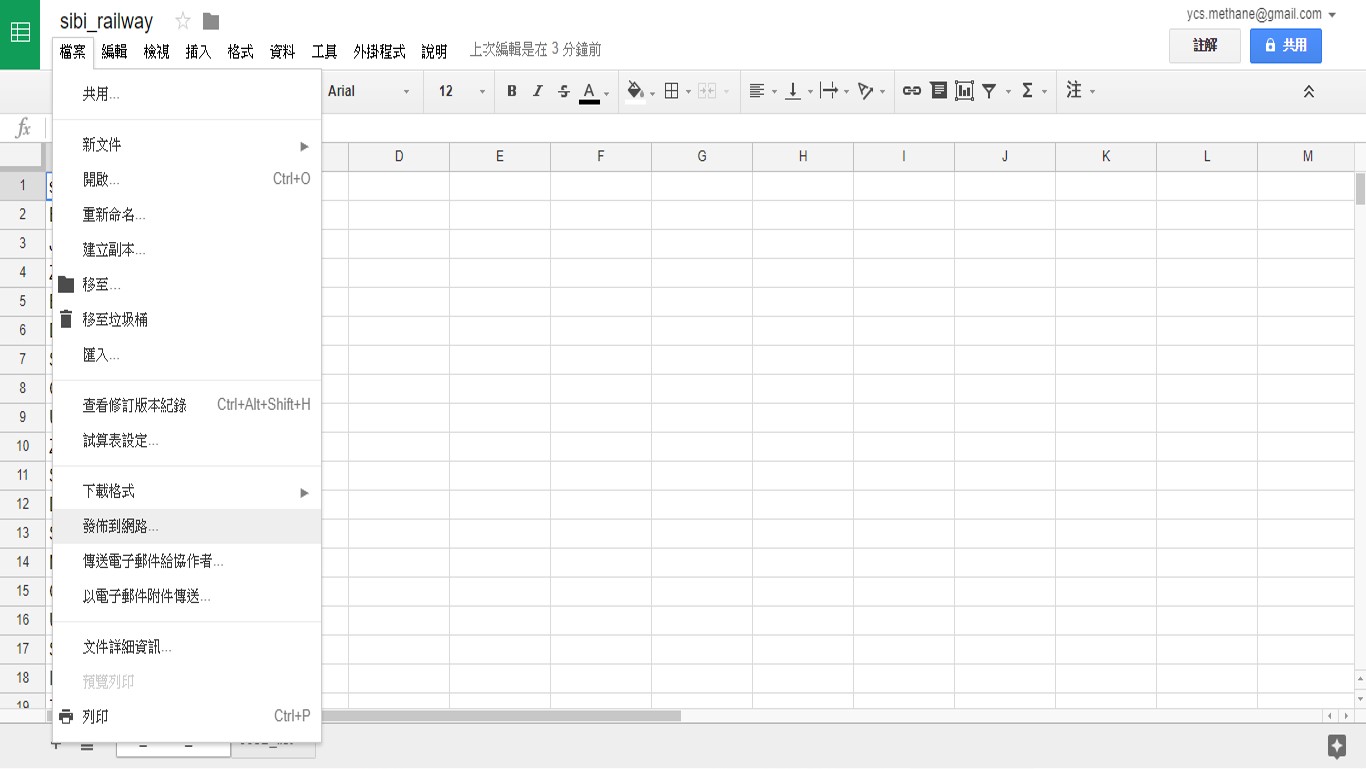 sibi_railway
ycs.methane@gmail.com
檔案 編輯 檢視 插入 格式 資料 工具 外掛程式 說明 上次編輯是在 3 分鐘前
註解 共用
Arial 12 B I S A Σ 注
fx
D E F G H I J K L M
1
2
3
4
5
6
7
8
9
10
11
12
13
14
15
16
17
18
19
共用...
新文件
開啟... Ctrl+O
重新命名...
建立副本...
移至...
移至垃圾桶
匯入...
查看修訂版本紀錄 Ctrl+Alt+Shift+H
試算表設定...
下載格式
發佈到網路...
傳送電子郵件給協作者...
以電子郵件附件傳送...
文件詳細資訊...
預覽列印
列印 Ctrl+P